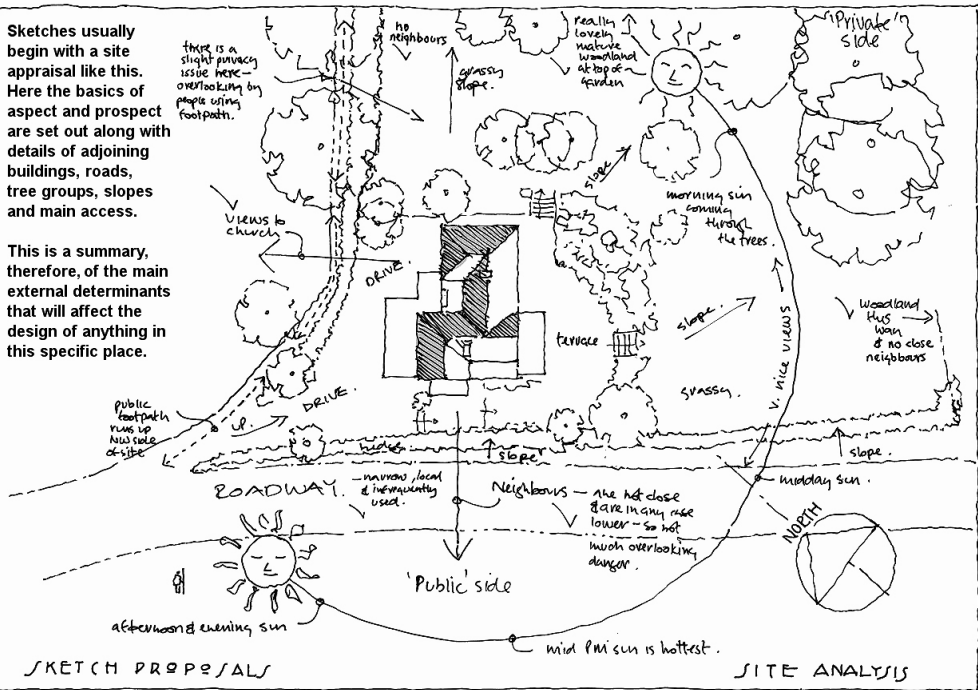 Sketches usually
begin with a site
appraisal like this.
Here the basics of
aspect and prospect
are set out along with
details of adjoining
buildings, roads,
tree groups, slopes
and main access.
This is a summary,
therefore, of the main
external determinants
that will affect the
design of anything in
this specific place.
there is a
slight privacy
issue here –
overlooking by
people using
footpath.
no
neighbours
grassy
slope.
really
lovely
mature
woodland
at top of
garden
'Private'
side
slope
morning sun
coming
through
the trees.
views to
church
DRIVE.
terrace
slope.
v. nice views
woodland
this
way
& no close
neighbours
grassy.
public
footpath
runs up
NW side
of site
UP.
DRIVE
hedge
slope
slope.
ROADWAY.
– narrow, local
& infrequently
used.
Neighbours – are not close
& are in any case
lower – so not
much overlooking
danger.
midday sun.
NORTH
'Public' side
afternoon & evening sun
mid PM sun is hottest.
SKETCH PROPOSALS
SITE ANALYSIS